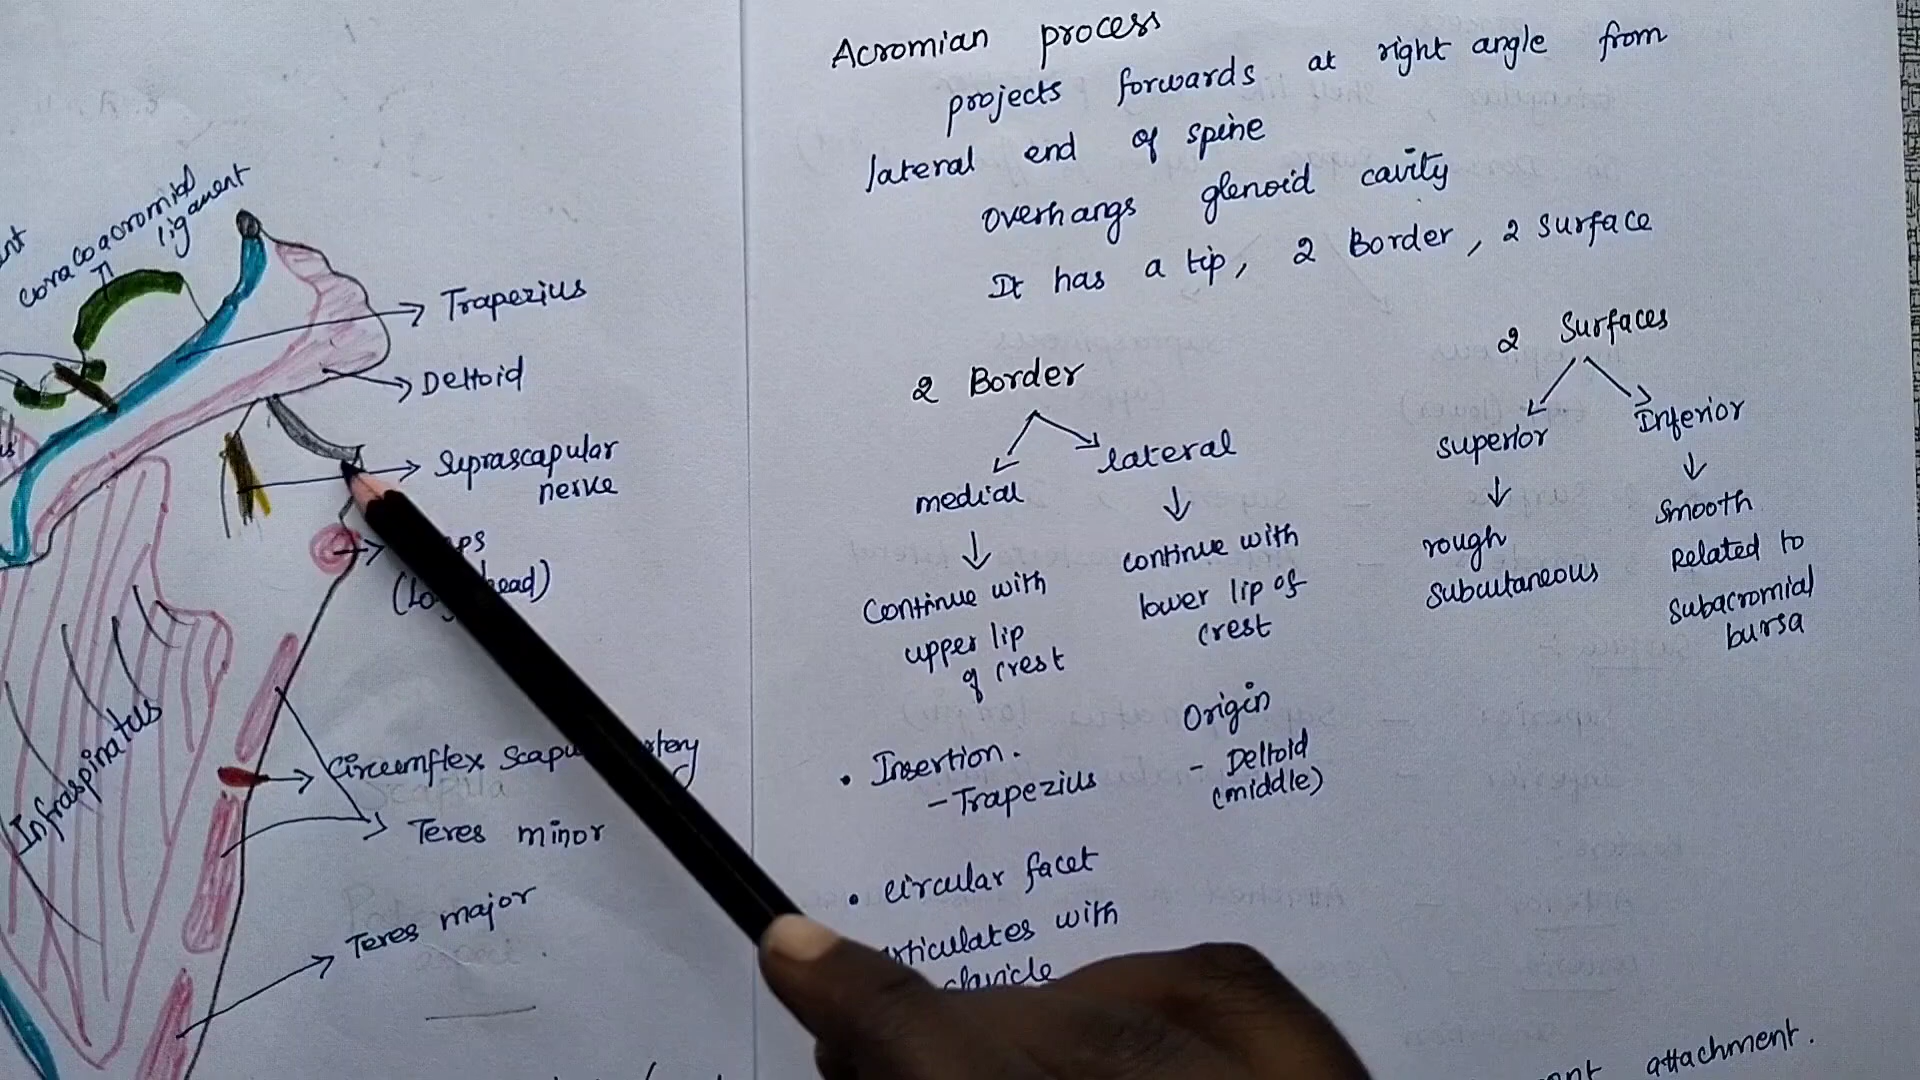 coracoacromial
ligament
Trapezius
Deltoid
Suprascapular
nerve
Infraspinatus
Circumflex
Teres minor
Teres major
Acromian process
projects forwards at right angle from
lateral end of spine
overhangs glenoid cavity
It has a tip, 2 Border, 2 surface
2 Border
medial
Continue with
upper lip
of crest
• Insertion.
- Trapezius
• circular facet
articulates with
clavicle
lateral
continue with
lower lip of
crest
Origin
- Deltoid
(middle)
2 Surfaces
superior
rough
Subcutaneous
Inferior
Smooth
Related to
Subacromial
bursa
attachment.